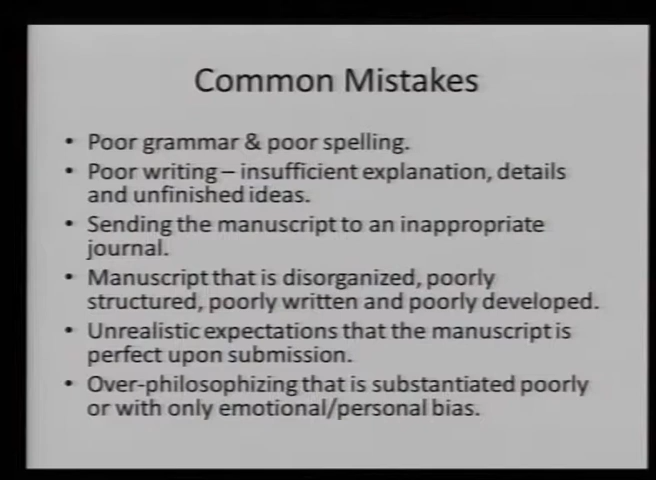 Common Mistakes
• Poor grammar & poor spelling.
• Poor writing – insufficient explanation, details
and unfinished ideas.
• Sending the manuscript to an inappropriate
journal.
• Manuscript that is disorganized, poorly
structured, poorly written and poorly developed.
• Unrealistic expectations that the manuscript is
perfect upon submission.
• Over-philosophizing that is substantiated poorly
or with only emotional/personal bias.